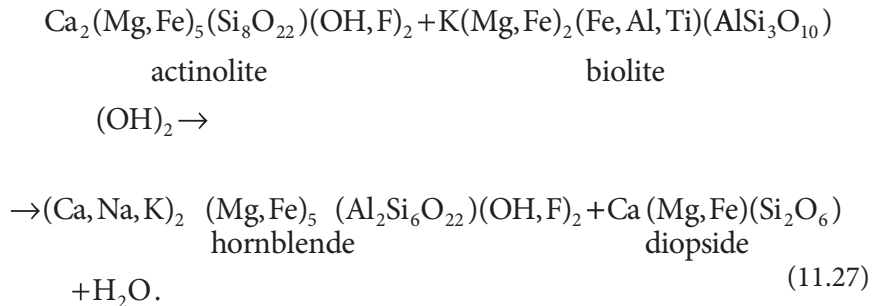 Ca₂(Mg,Fe)₅(Si₈O₂₂)(OH,F)₂+K(Mg,Fe)₂(Fe,Al,Ti)(AlSi₃O₁₀)
actinolite biolite
(OH)₂→
→(Ca,Na,K)₂ (Mg,Fe)₅ (Al₂Si₆O₂₂)(OH,F)₂+Ca(Mg,Fe)(Si₂O₆)
hornblende diopside
+H₂O. (11.27)